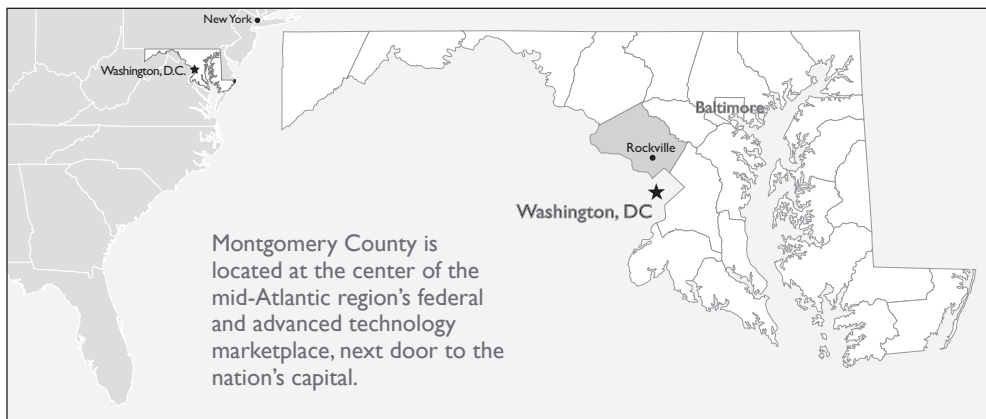 New York
Washington, D.C.
Baltimore
Rockville
Washington, DC
Montgomery County is
located at the center of the
mid-Atlantic region's federal
and advanced technology
marketplace, next door to the
nation's capital.